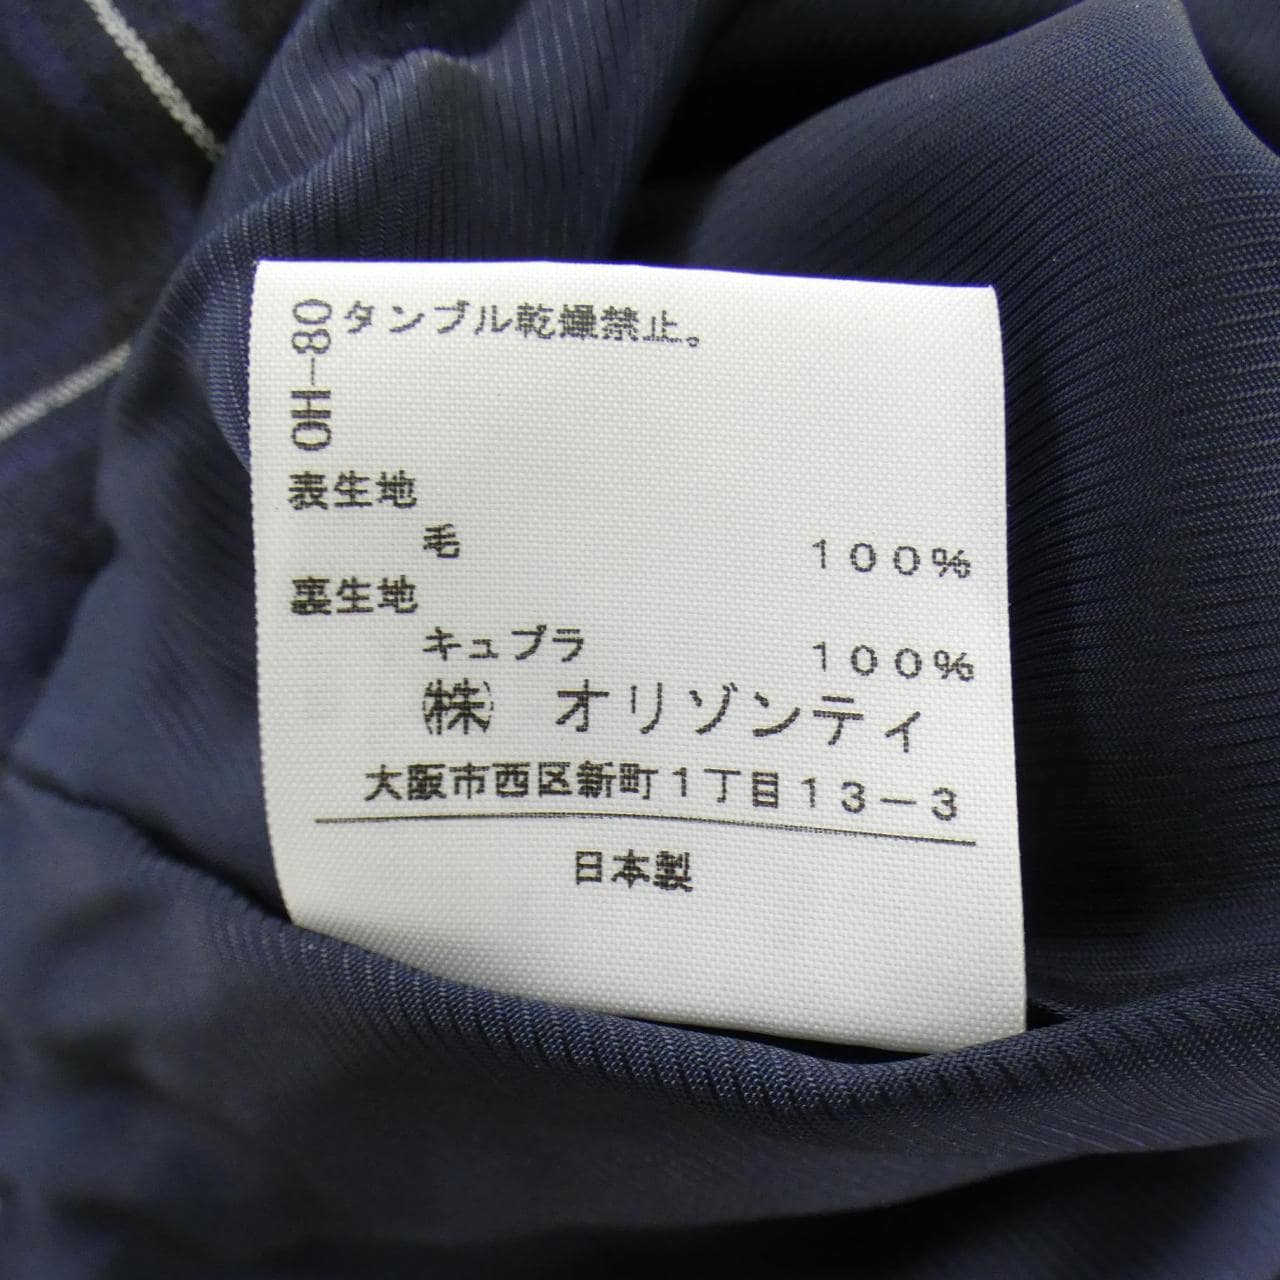 タンブル乾燥禁止。
OH-80
表生地
毛 100%
裏生地
キュプラ 100%
㈱ オリゾンティ
大阪市西区新町1丁目13-3
日本製